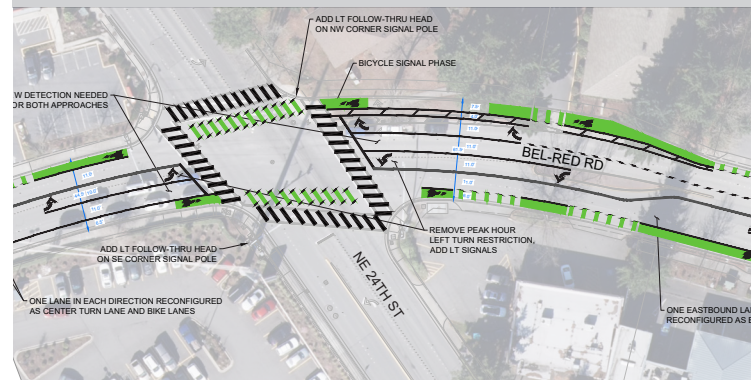 ADD LT FOLLOW-THRU HEAD
ON NW CORNER SIGNAL POLE
BICYCLE SIGNAL PHASE
W DETECTION NEEDED
OR BOTH APPROACHES
BEL-RED RD
REMOVE PEAK HOUR
LEFT TURN RESTRICTION,
ADD LT SIGNALS
ADD LT FOLLOW-THRU HEAD
ON SE CORNER SIGNAL POLE
NE 24TH ST
ONE LANE IN EACH DIRECTION RECONFIGURED
AS CENTER TURN LANE AND BIKE LANES
ONE EASTBOUND LA
RECONFIGURED AS